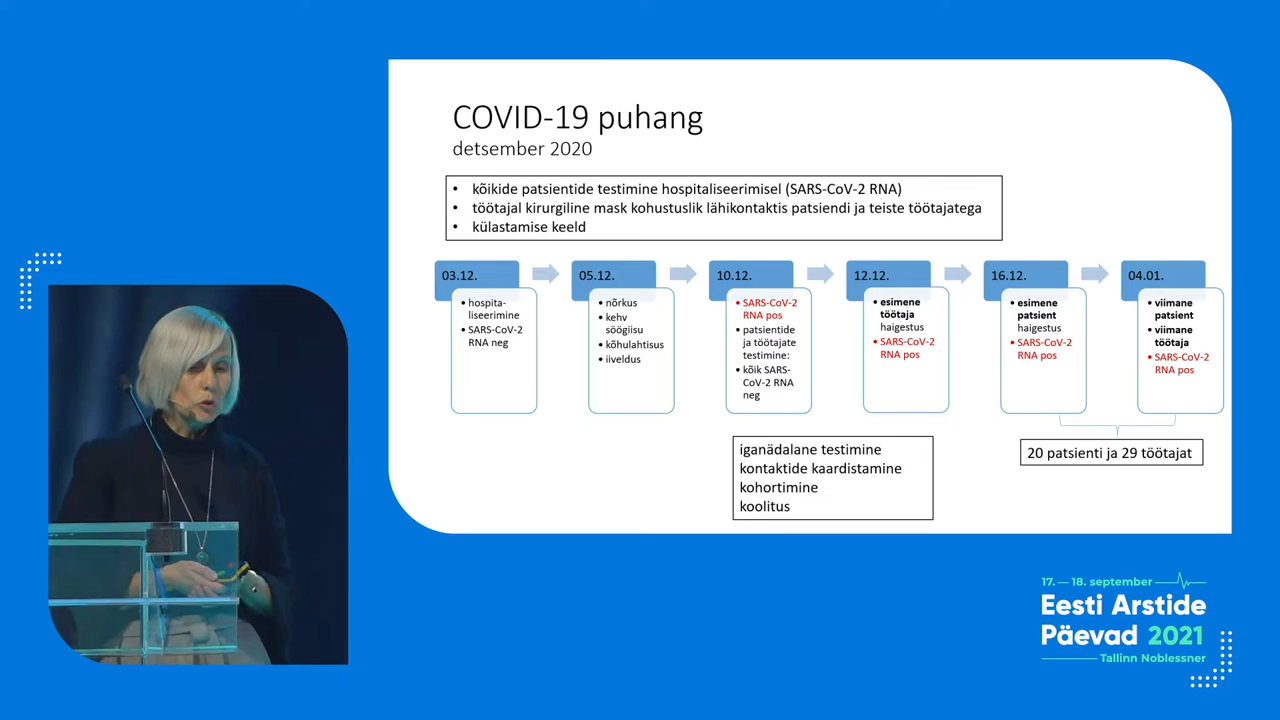 COVID-19 puhang
detsember 2020
• kõikide patsientide testimine hospitaliseerimisel (SARS-CoV-2 RNA)
• töötajal kirurgiline mask kohustuslik lähikontaktis patsiendi ja teiste töötajatega
• külastamise keeld
03.12.
• hospita-
liseerimine
• SARS-CoV-2
RNA neg
05.12.
• nõrkus
• kehv
söögiisu
• kõhulahtisus
• iiveldus
10.12.
• SARS-CoV-2
RNA pos
• patsientide
ja töötajate
testimine:
• kõik SARS-
CoV-2 RNA
neg
12.12.
• esimene
töötaja
haigestus
• SARS-CoV-2
RNA pos
16.12.
• esimene
patsient
haigestus
• SARS-CoV-2
RNA pos
04.01.
• viimane
patsient
• viimane
töötaja
• SARS-CoV-2
RNA pos
iganädalane testimine
kontaktide kaardistamine
kohortimine
koolitus
20 patsienti ja 29 töötajat
17. — 18. september
Eesti Arstide
Päevad 2021
Tallinn Noblessner